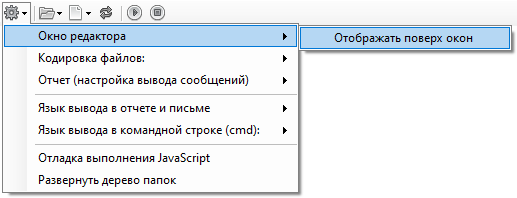 Окно редактора
Отображать поверх окон
Кодировка файлов:
Отчет (настройка вывода сообщений)
Язык вывода в отчете и письме
Язык вывода в командной строке (cmd):
Отладка выполнения JavaScript
Развернуть дерево папок